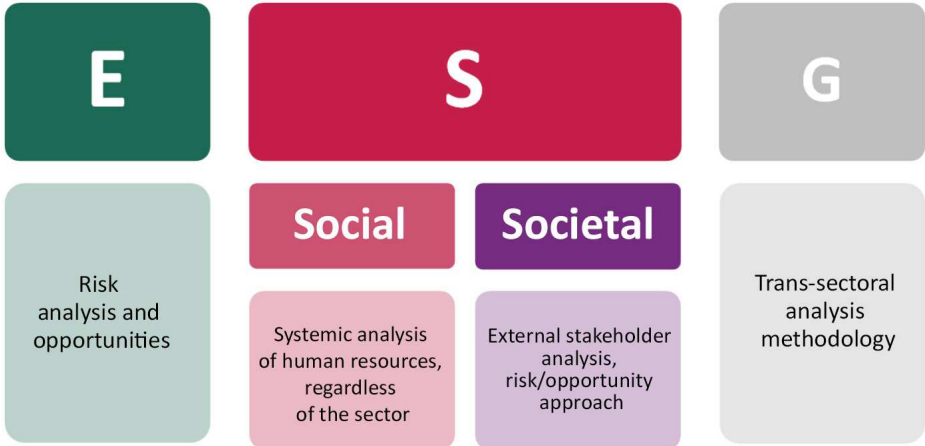 E
S
G
Social
Societal
Risk
analysis and
opportunities
Systemic analysis
of human resources,
regardless
of the sector
External stakeholder
analysis,
risk/opportunity
approach
Trans-sectoral
analysis
methodology